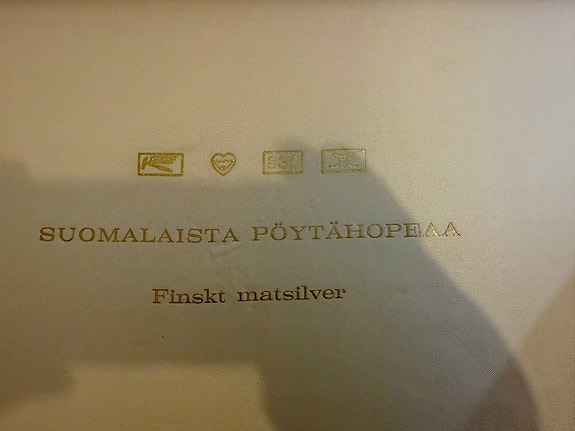 SUOMALAISTA PÖYTÄHOPEAA
Finskt matsilver